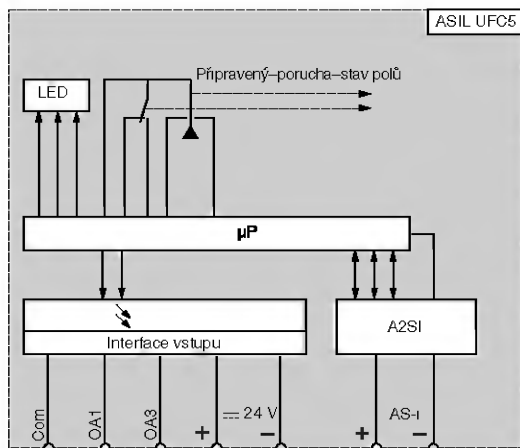 ASIL UFC5
Připravený–porucha–stav polů
LED
µP
A2SI
Interface vstupu
Com
OA1
OA3
+ 24 V −
+ AS-ı −